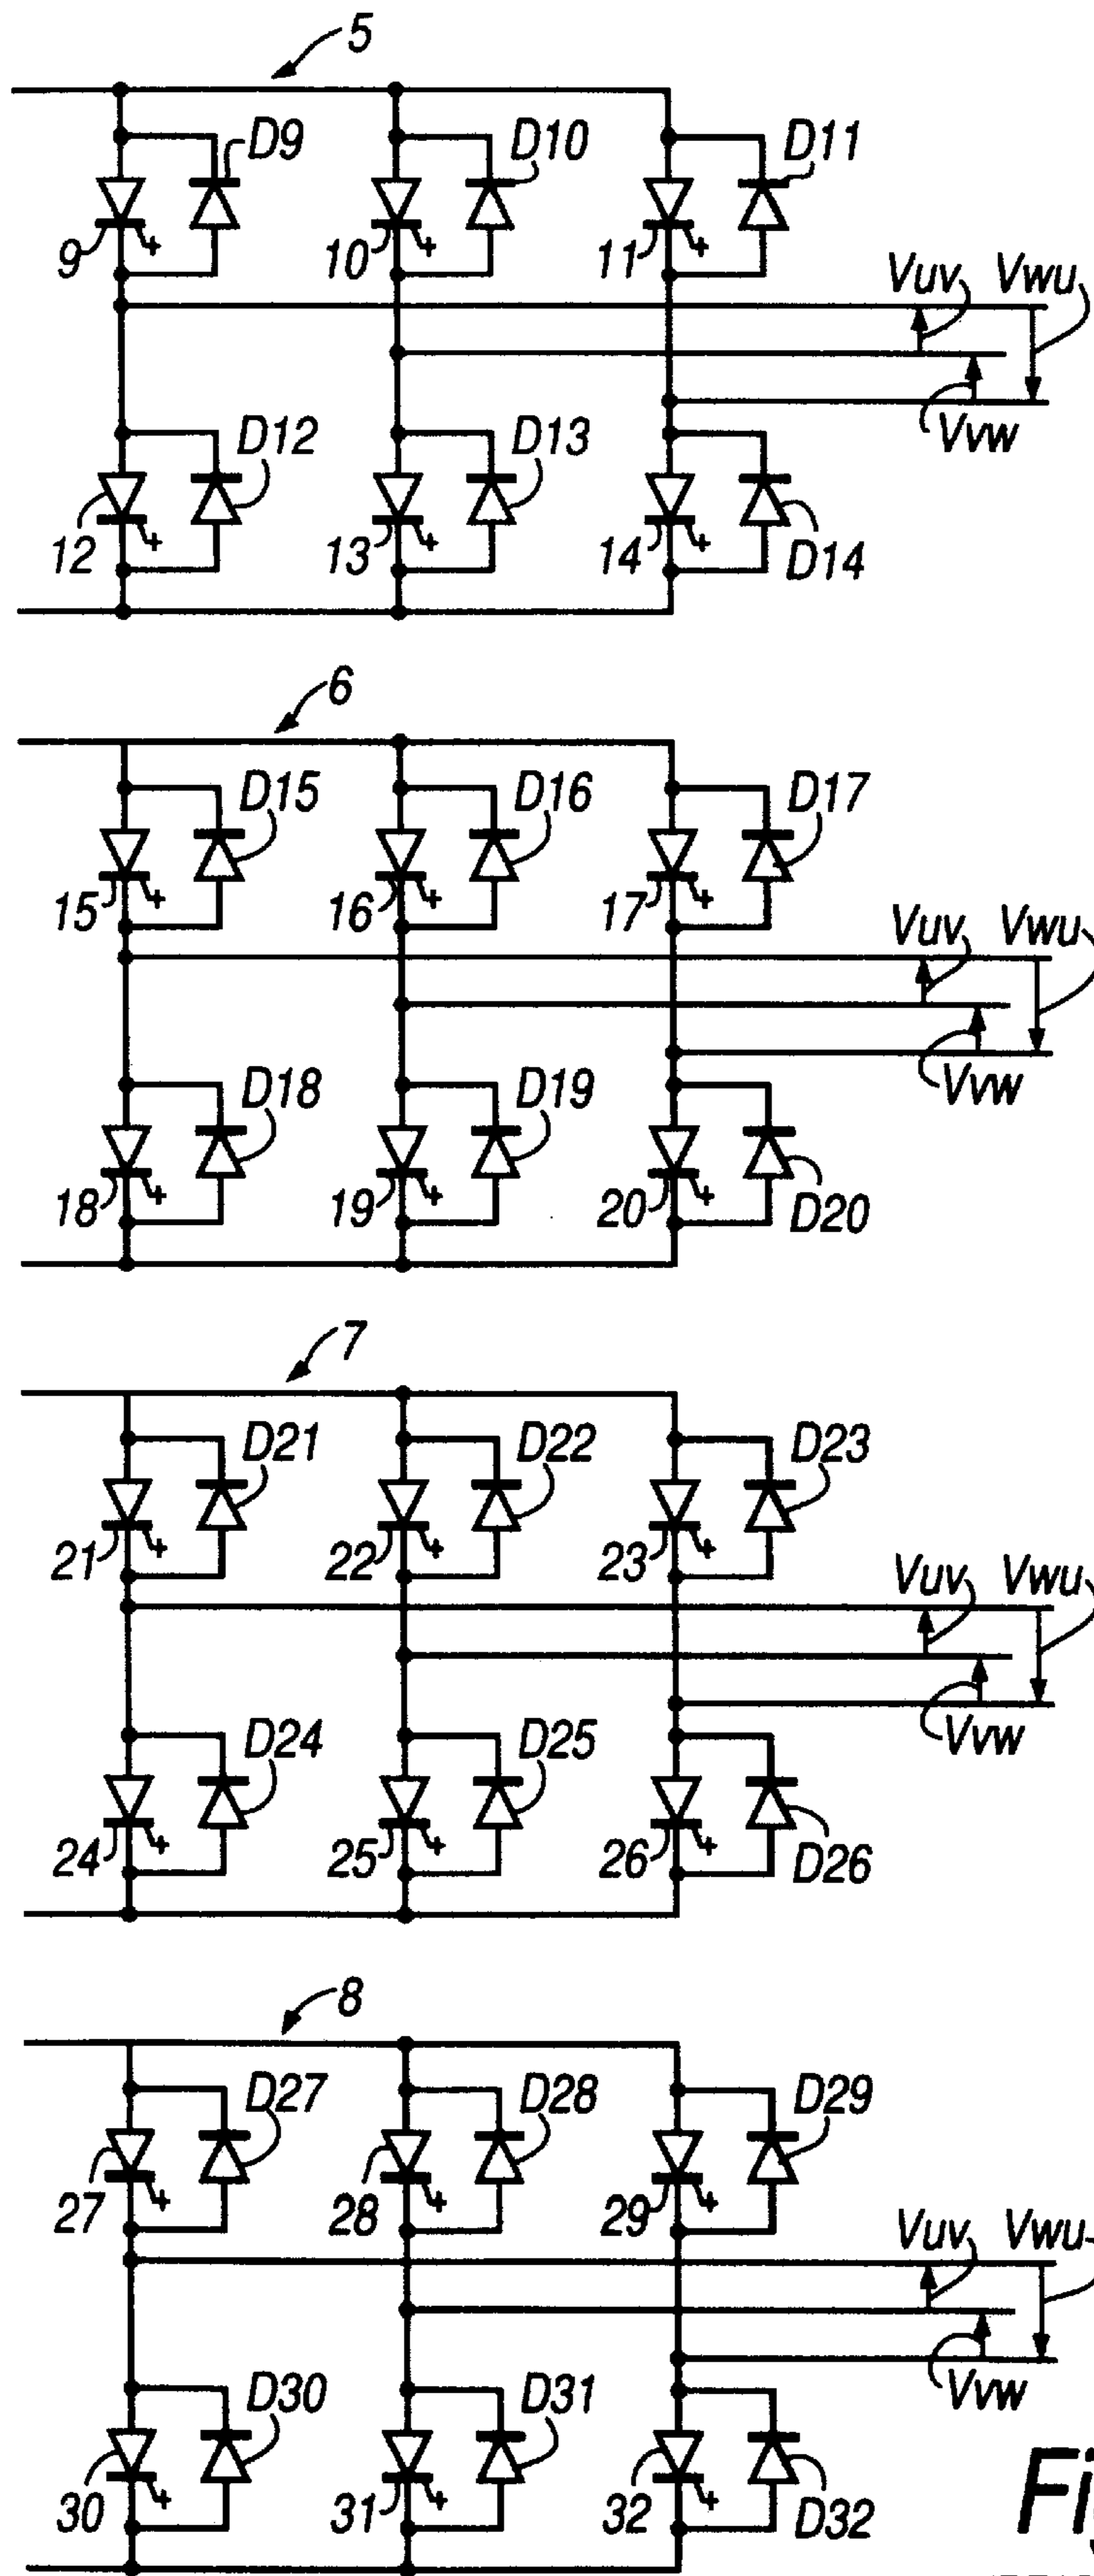 5
D9 D10 D11
9 10 11
Vuv Vwu
Vvw
D12 D13
12 13 14 D14
6
D15 D16 D17
15 16 17
Vuv Vwu
Vvw
D18 D19
18 19 20 D20
7
D21 D22 D23
21 22 23
Vuv Vwu
Vvw
D24 D25
24 25 26 D26
8
D27 D28 D29
27 28 29
Vuv Vwu
Vvw
D30 D31
30 31 32 D32